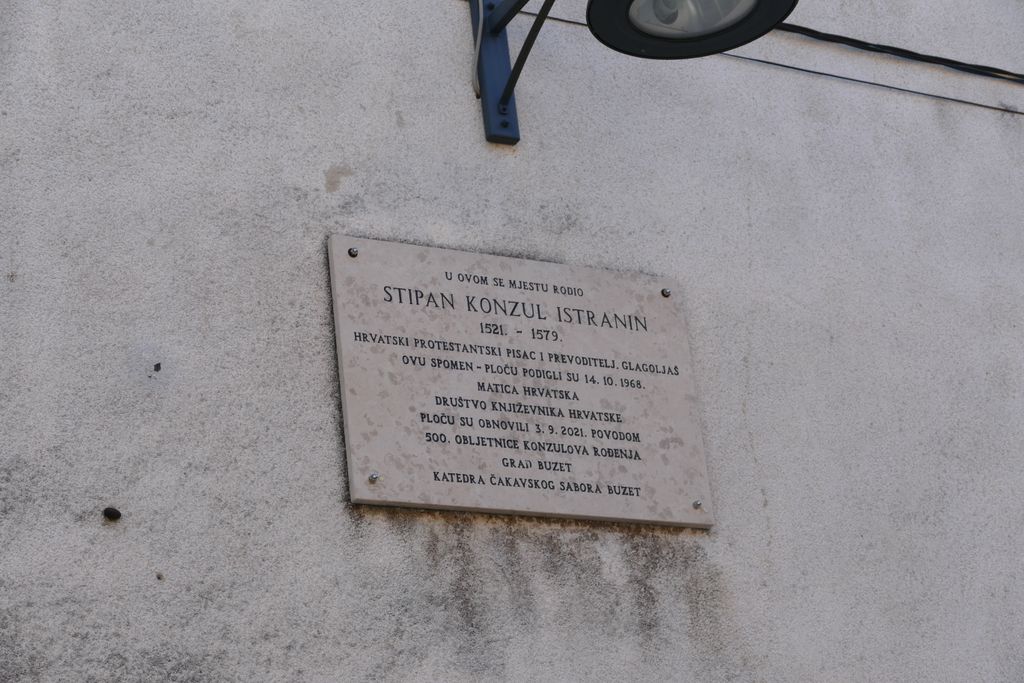 U OVOM SE MJESTU RODIO
STIPAN KONZUL ISTRANIN
1521. - 1579.
HRVATSKI PROTESTANTSKI PISAC I PREVODITELJ, GLAGOLJAŠ
OVU SPOMEN - PLOČU PODIGLI SU 14. 10. 1968.
MATICA HRVATSKA
DRUŠTVO KNJIŽEVNIKA HRVATSKE
PLOČU SU OBNOVILI 3. 9. 2021. POVODOM
500. OBLJETNICE KONZULOVA ROĐENJA
GRAD BUZET
KATEDRA ČAKAVSKOG SABORA BUZET